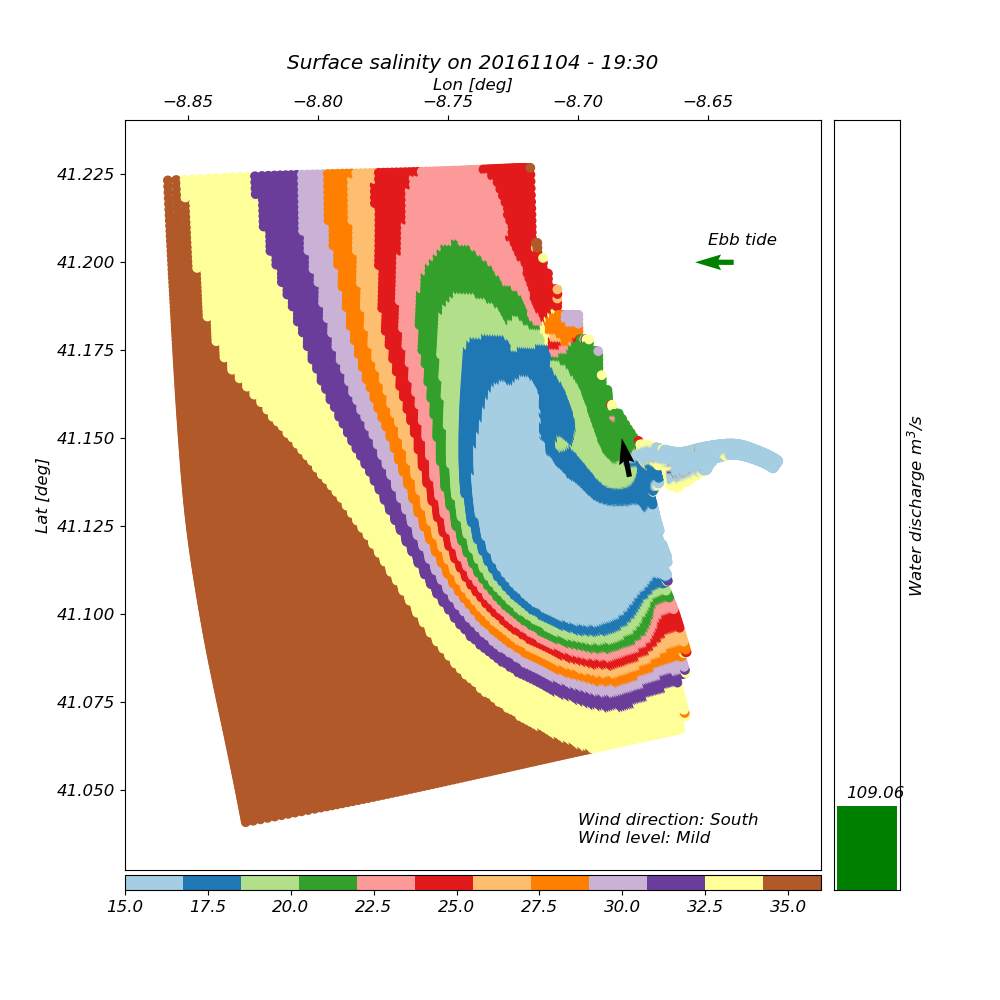 Surface salinity on 20161104 - 19:30
Lon [deg]
−8.85 −8.80 −8.75 −8.70 −8.65
41.225
41.200
41.175
41.150
41.125
41.100
41.075
41.050
Lat [deg]
Ebb tide
Wind direction: South
Wind level: Mild
15.0 17.5 20.0 22.5 25.0 27.5 30.0 32.5 35.0
109.06
Water discharge m³/s